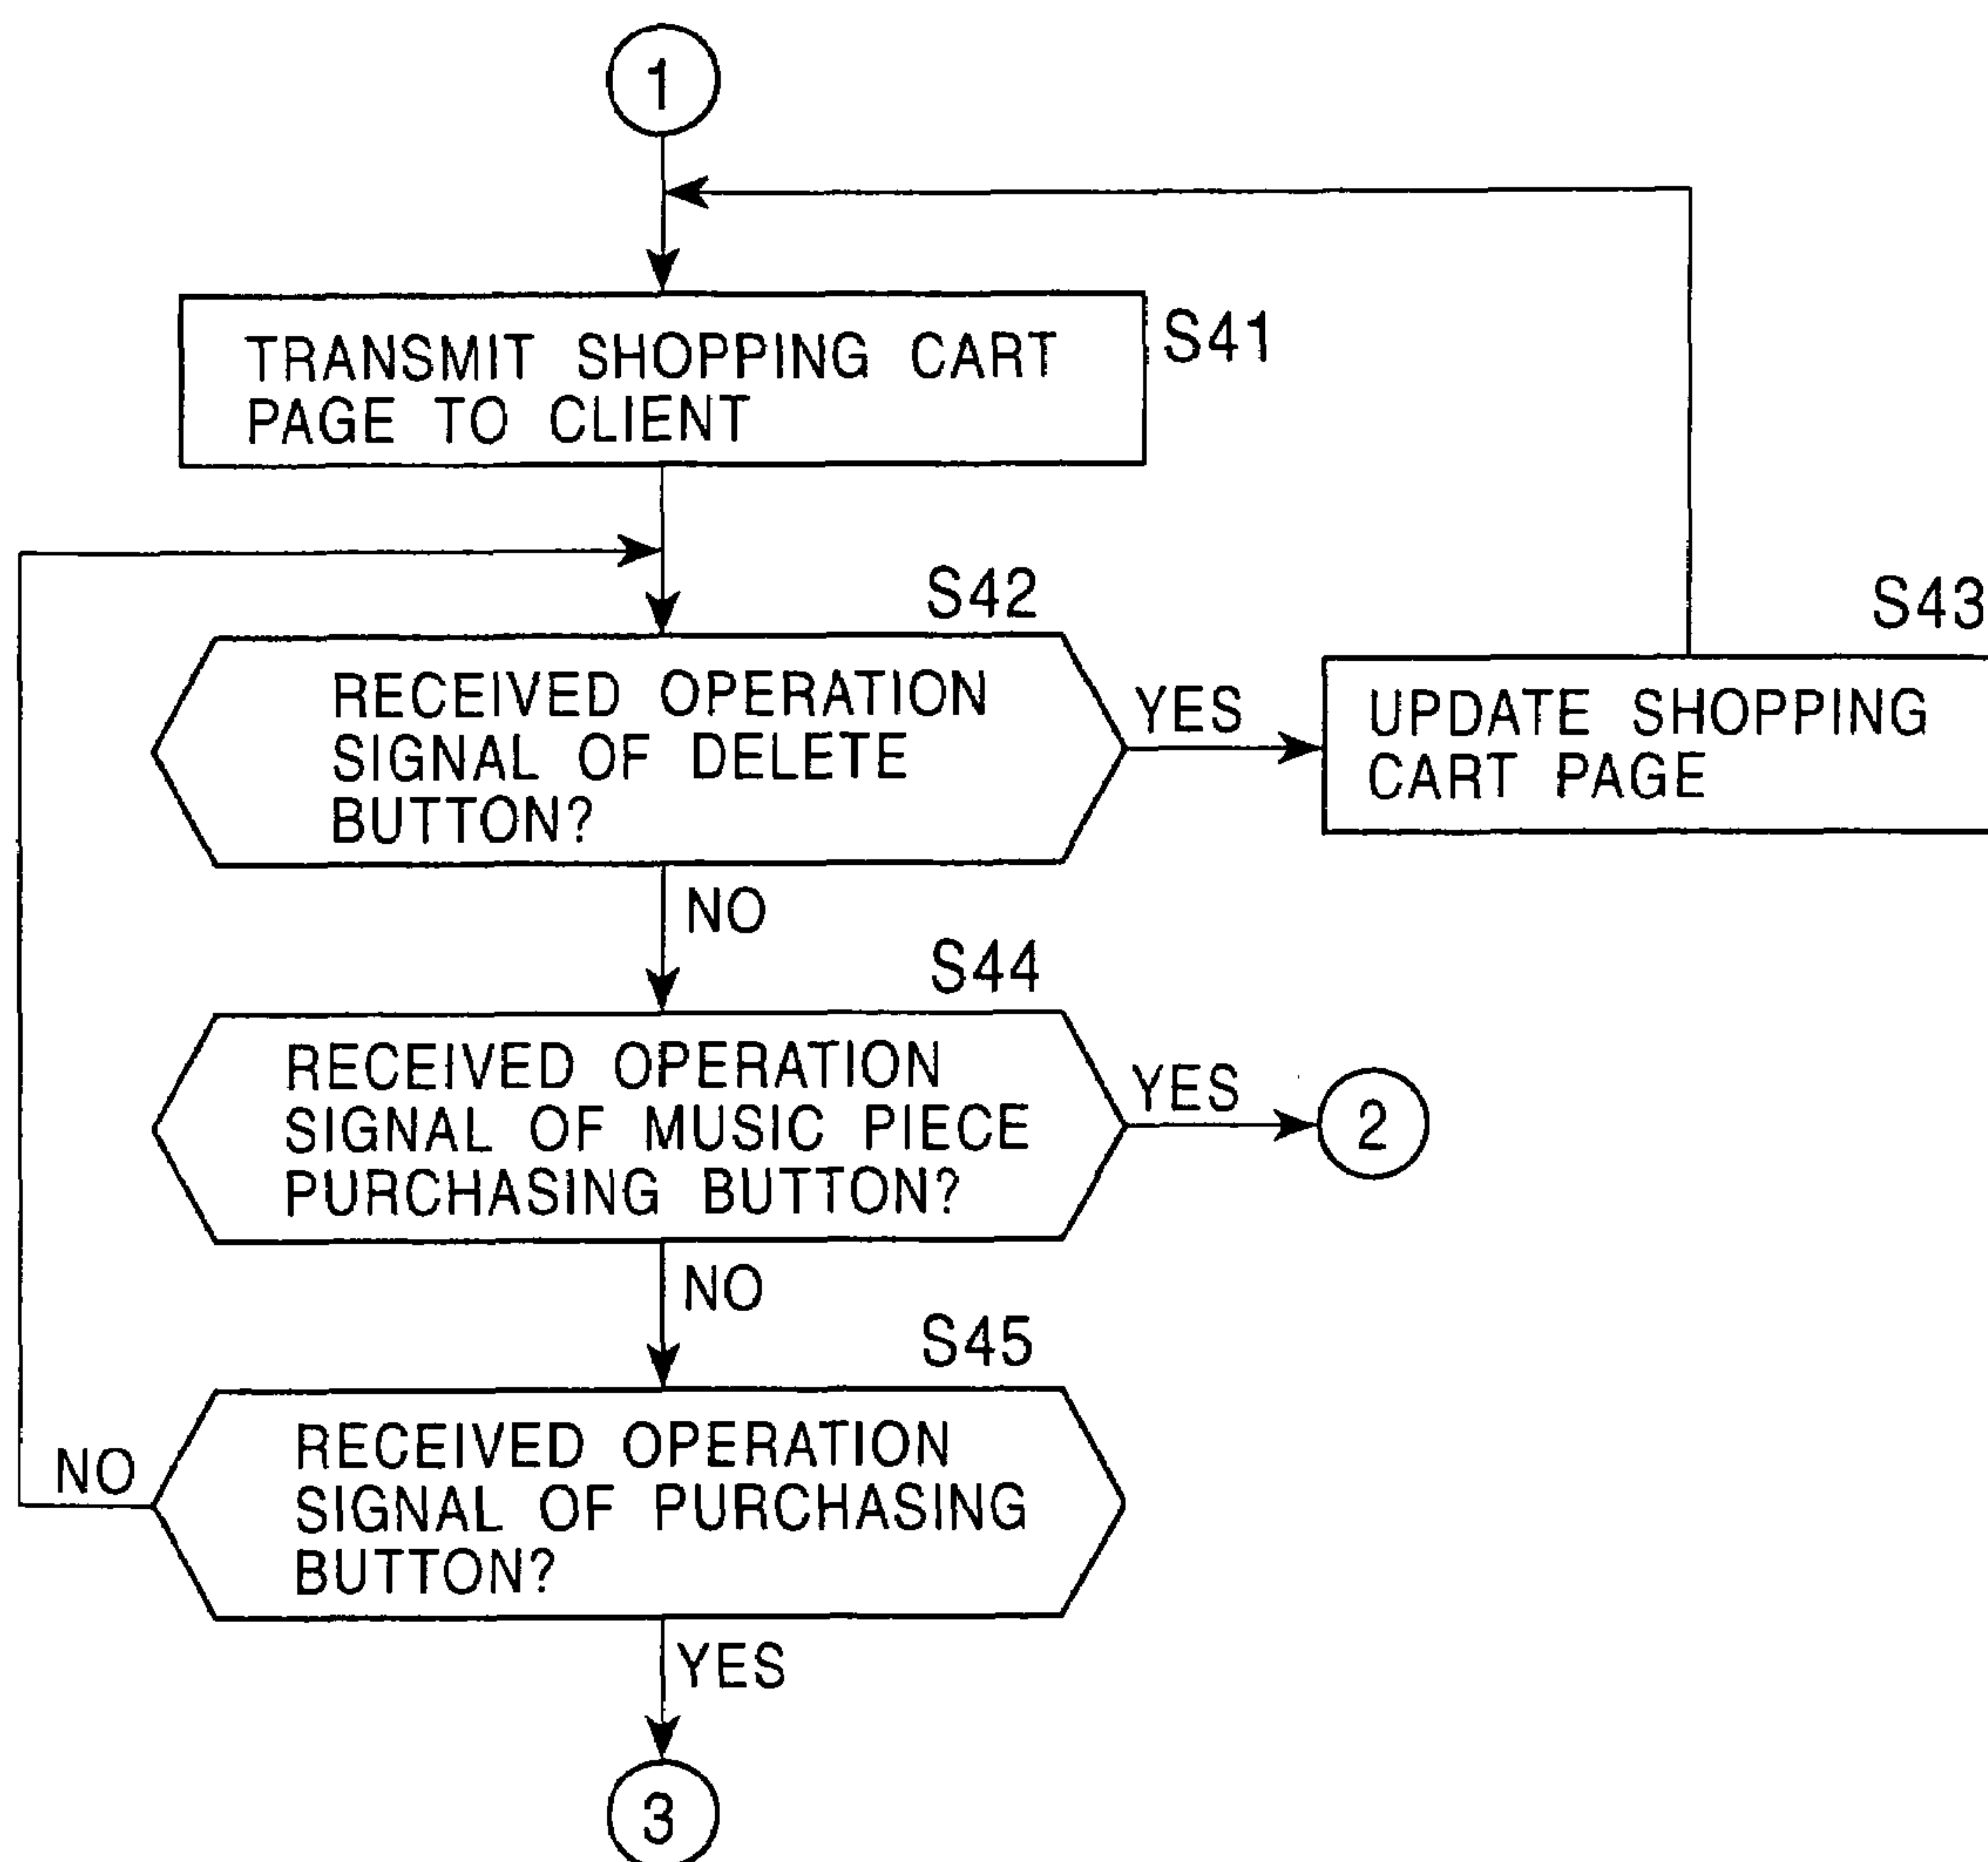 1
TRANSMIT SHOPPING CART
PAGE TO CLIENT
S41
S42
RECEIVED OPERATION
SIGNAL OF DELETE
BUTTON?
YES
S43
UPDATE SHOPPING
CART PAGE
NO
S44
RECEIVED OPERATION
SIGNAL OF MUSIC PIECE
PURCHASING BUTTON?
YES
2
NO
S45
RECEIVED OPERATION
SIGNAL OF PURCHASING
BUTTON?
NO
YES
3